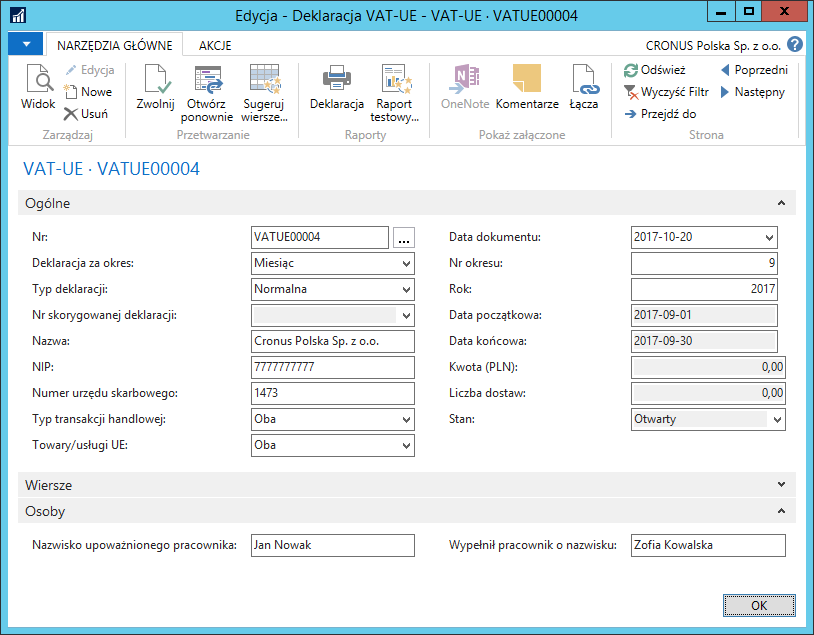 Edycja - Deklaracja VAT-UE - VAT-UE · VATUE00004
NARZĘDZIA GŁÓWNE
AKCJE
CRONUS Polska Sp. z o.o.
Widok
Edycja
Nowe
Usuń
Zarządzaj
Zwolnij
Otwórz ponownie
Sugeruj wiersze...
Przetwarzanie
Deklaracja
Raport testowy...
Raporty
OneNote
Komentarze
Łącza
Pokaż załączone
Odśwież
Wyczyść Filtr
Przejdź do
Poprzedni
Następny
Strona
VAT-UE · VATUE00004
Ogólne
Nr: VATUE00004 ...
Deklaracja za okres: Miesiąc
Typ deklaracji: Normalna
Nr skorygowanej deklaracji:
Nazwa: Cronus Polska Sp. z o.o.
NIP: 7777777777
Numer urzędu skarbowego: 1473
Typ transakcji handlowej: Oba
Towary/usługi UE: Oba
Data dokumentu: 2017-10-20
Nr okresu: 9
Rok: 2017
Data początkowa: 2017-09-01
Data końcowa: 2017-09-30
Kwota (PLN): 0,00
Liczba dostaw: 0,00
Stan: Otwarty
Wiersze
Osoby
Nazwisko upoważnionego pracownika: Jan Nowak
Wypełnił pracownik o nazwisku: Zofia Kowalska
OK